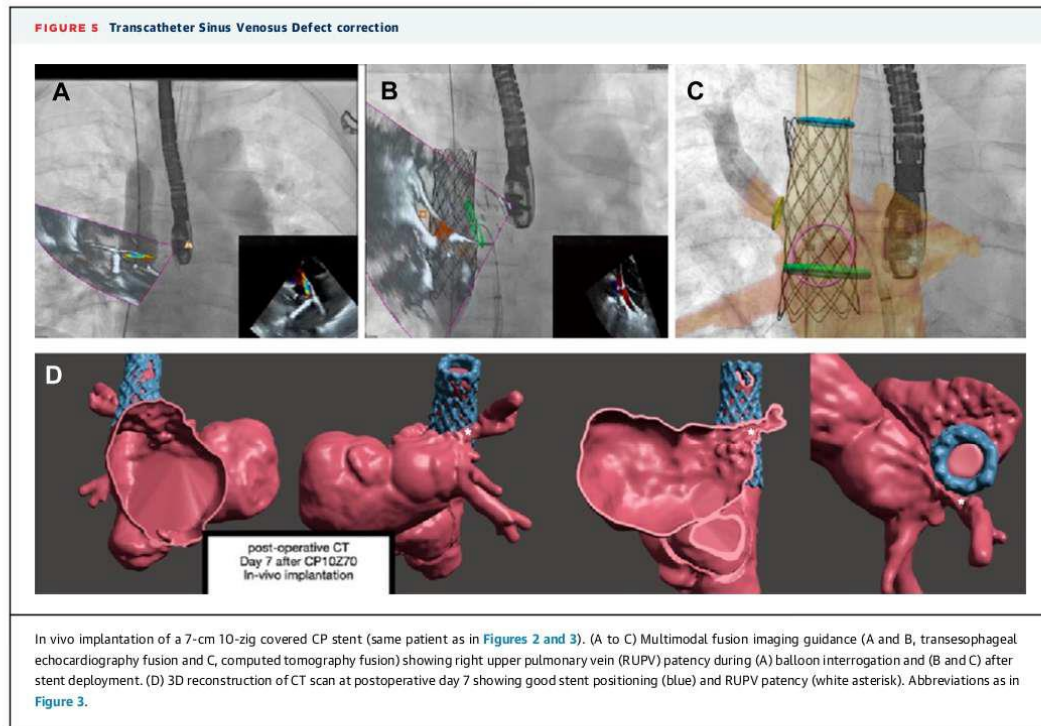 FIGURE 5 Transcatheter Sinus Venosus Defect correction
A
B
C
D
post-operative CT
Day 7 after CP10Z70
In-vivo implantation
In vivo implantation of a 7-cm 10-zig covered CP stent (same patient as in Figures 2 and 3). (A to C) Multimodal fusion imaging guidance (A and B, transesophageal
echocardiography fusion and C, computed tomography fusion) showing right upper pulmonary vein (RUPV) patency during (A) balloon interrogation and (B and C) after
stent deployment. (D) 3D reconstruction of CT scan at postoperative day 7 showing good stent positioning (blue) and RUPV patency (white asterisk). Abbreviations as in
Figure 3.